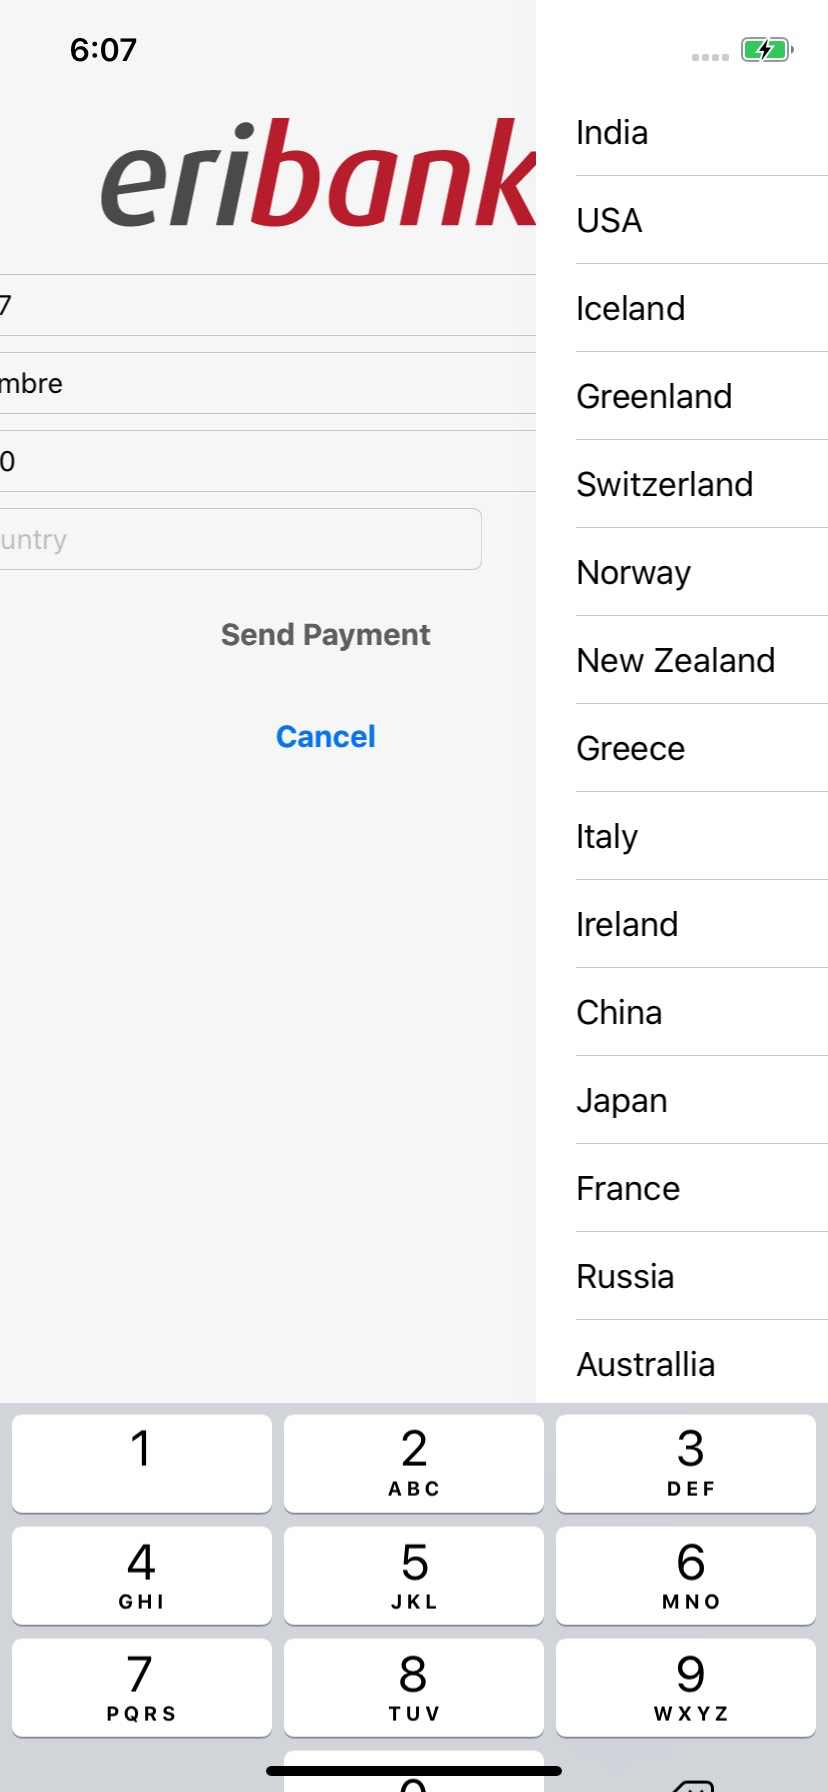 6:07
eribank
7
mbre
0
untry
Send Payment
Cancel
India
USA
Iceland
Greenland
Switzerland
Norway
New Zealand
Greece
Italy
Ireland
China
Japan
France
Russia
Australlia
1
2
ABC
3
DEF
4
GHI
5
JKL
6
MNO
7
PQRS
8
TUV
9
WXYZ
0